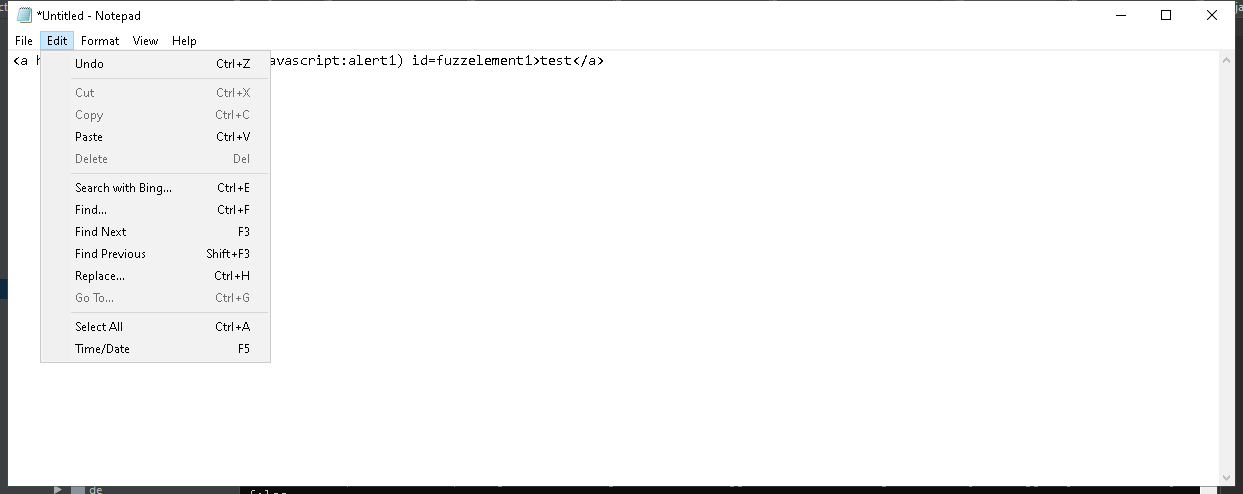 *Untitled - Notepad
File Edit Format View Help
<a h avascript:alert1) id=fuzzelement1>test</a>
Undo Ctrl+Z
Cut Ctrl+X
Copy Ctrl+C
Paste Ctrl+V
Delete Del
Search with Bing... Ctrl+E
Find... Ctrl+F
Find Next F3
Find Previous Shift+F3
Replace... Ctrl+H
Go To... Ctrl+G
Select All Ctrl+A
Time/Date F5
de